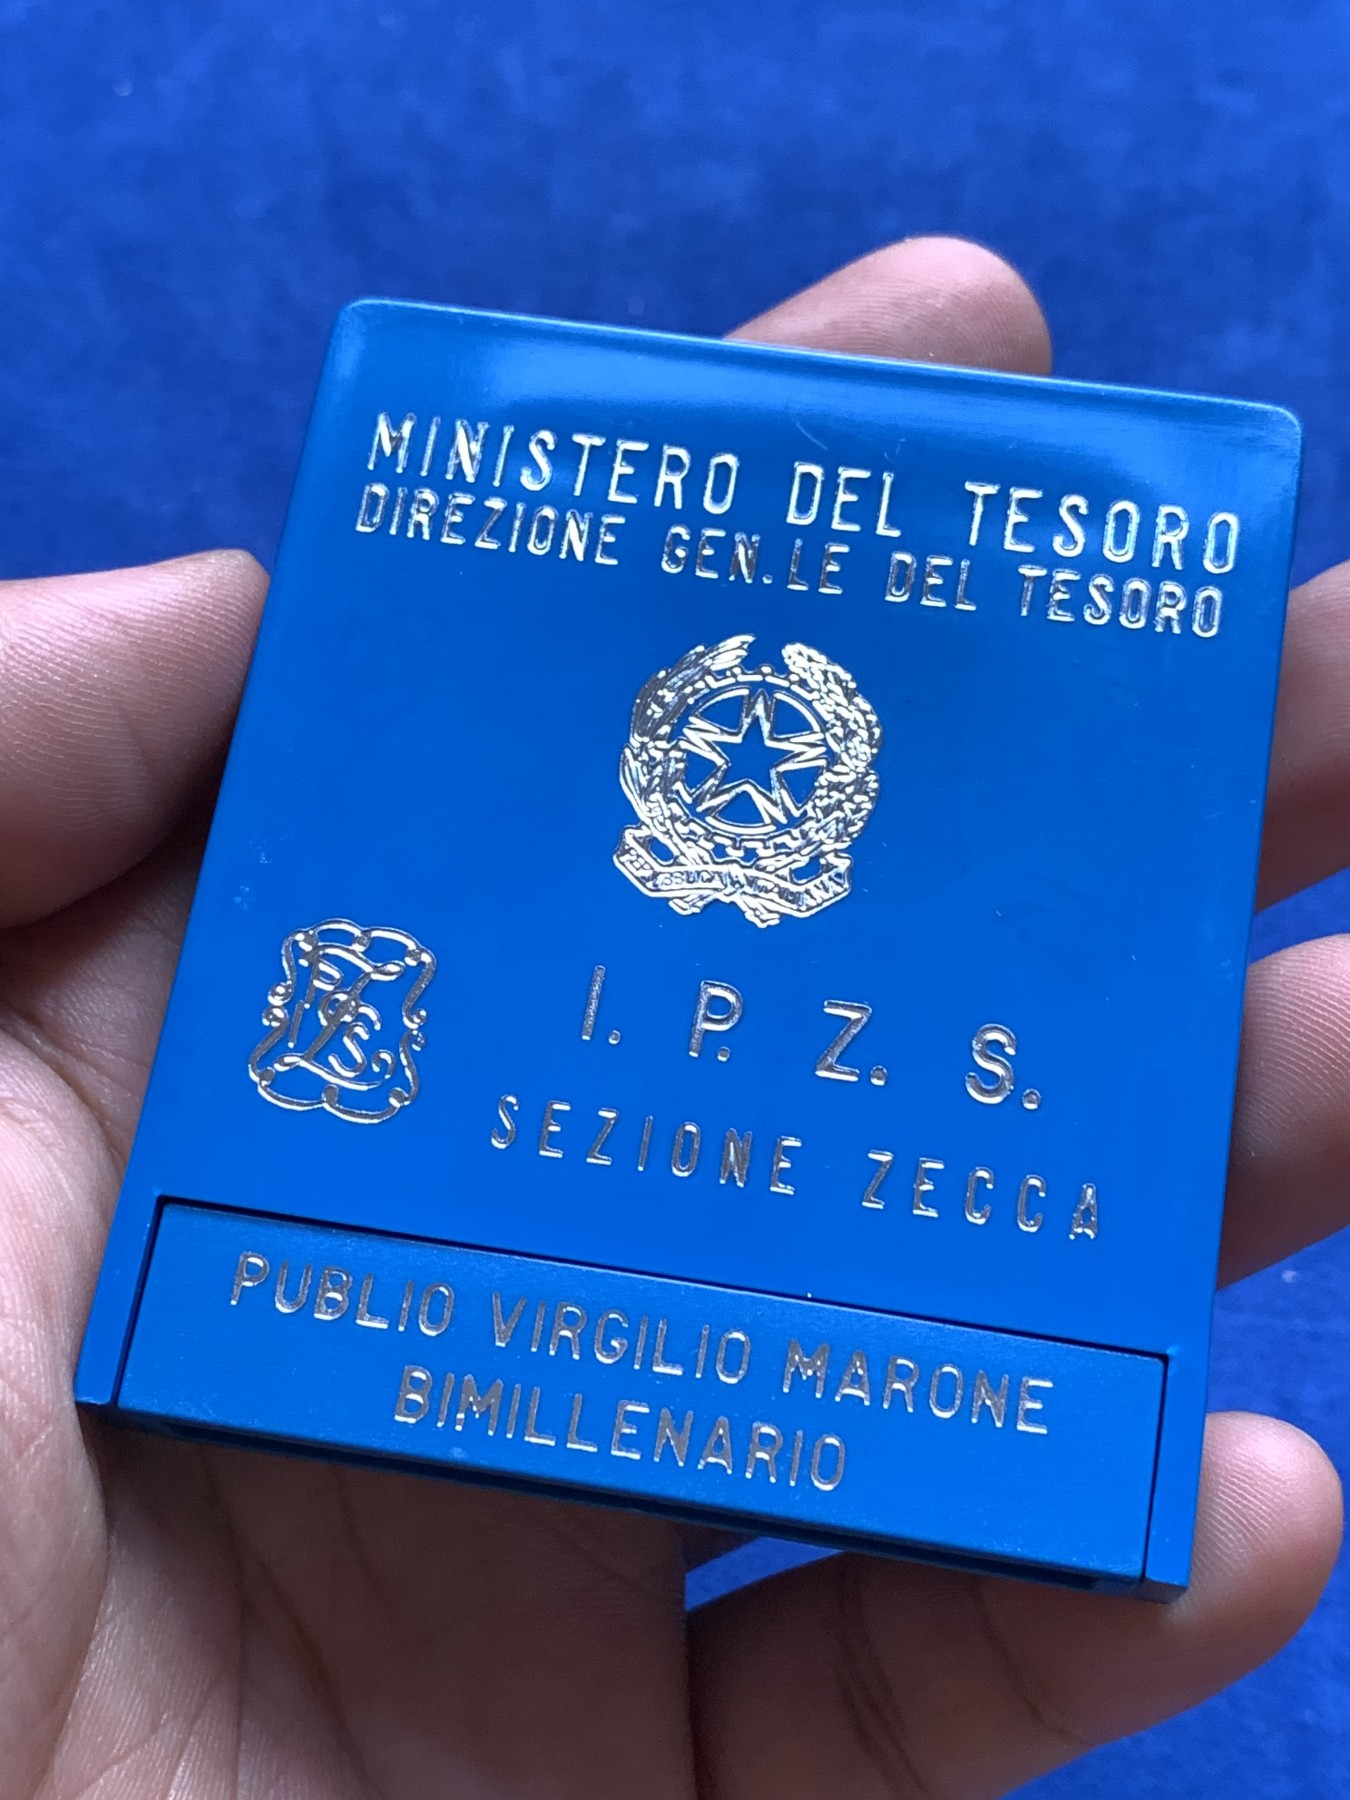 MINISTERO DEL TESORO
DIREZIONE GEN.LE DEL TESORO
I. P. Z. S.
SEZIONE ZECCA
PUBLIO VIRGILIO MARONE
BIMILLENARIO